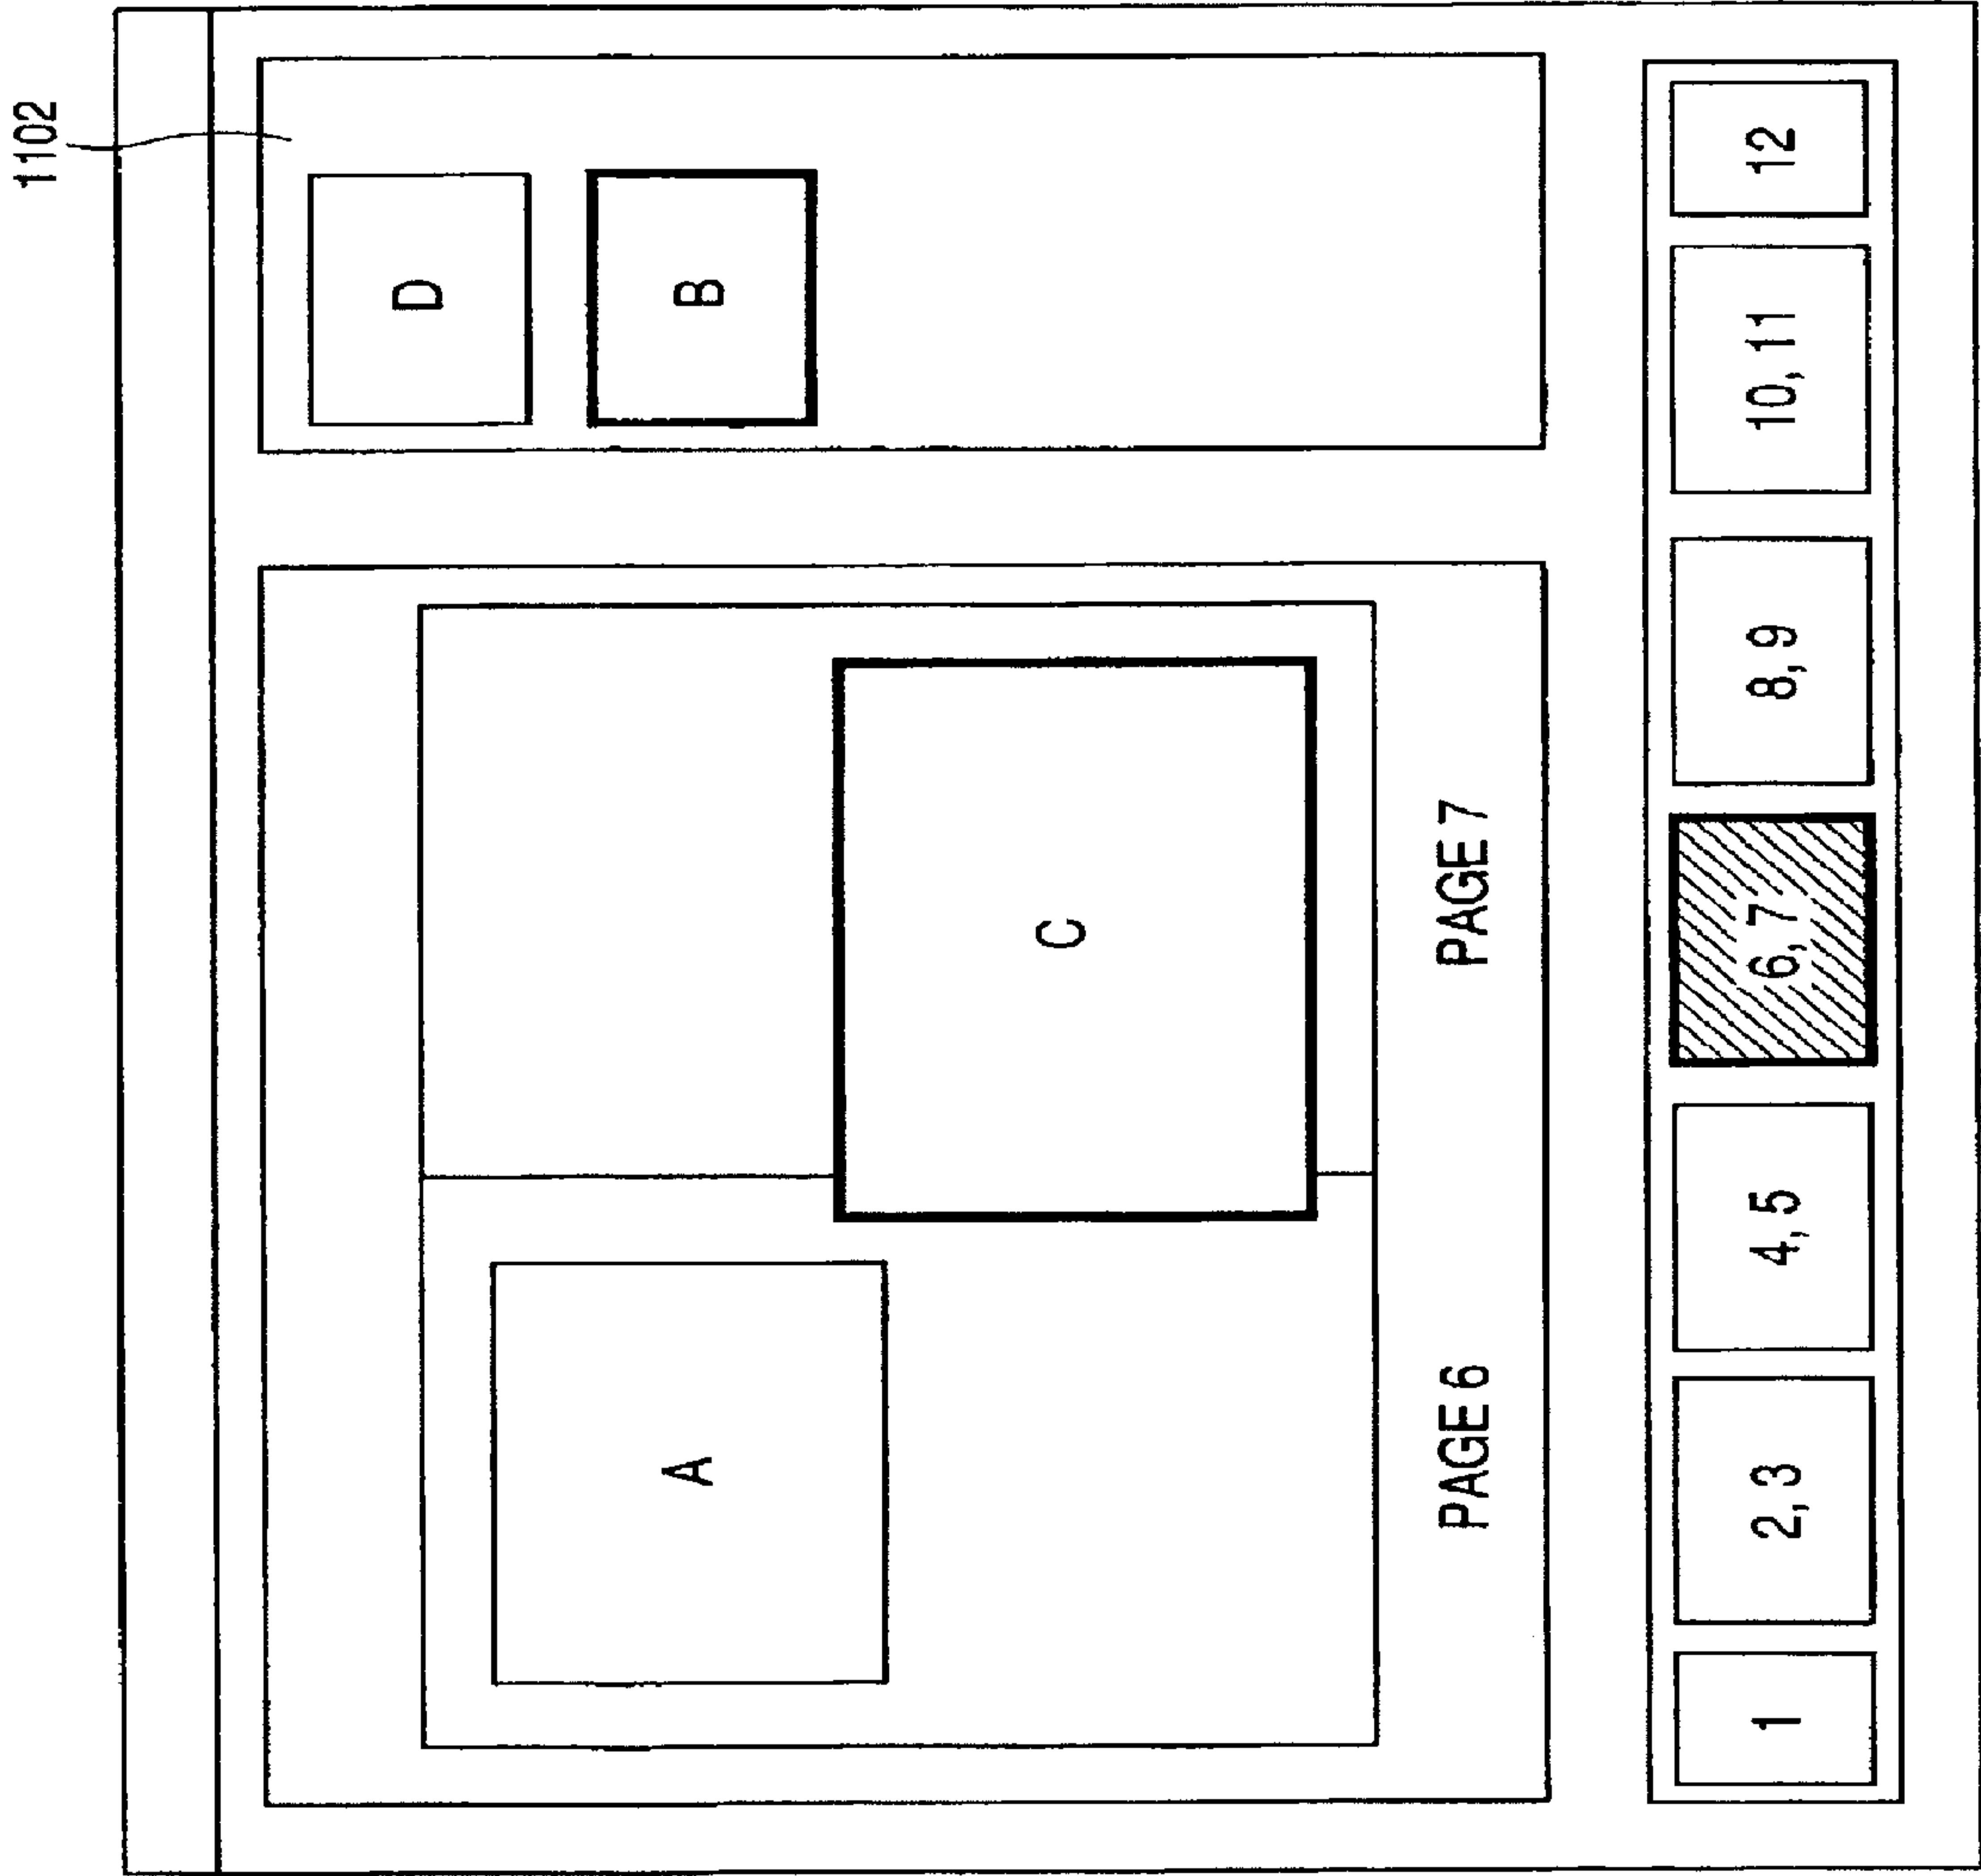 1102
D
B
A
C
PAGE 6
PAGE 7
1
2, 3
4, 5
6, 7
8, 9
10, 11
12